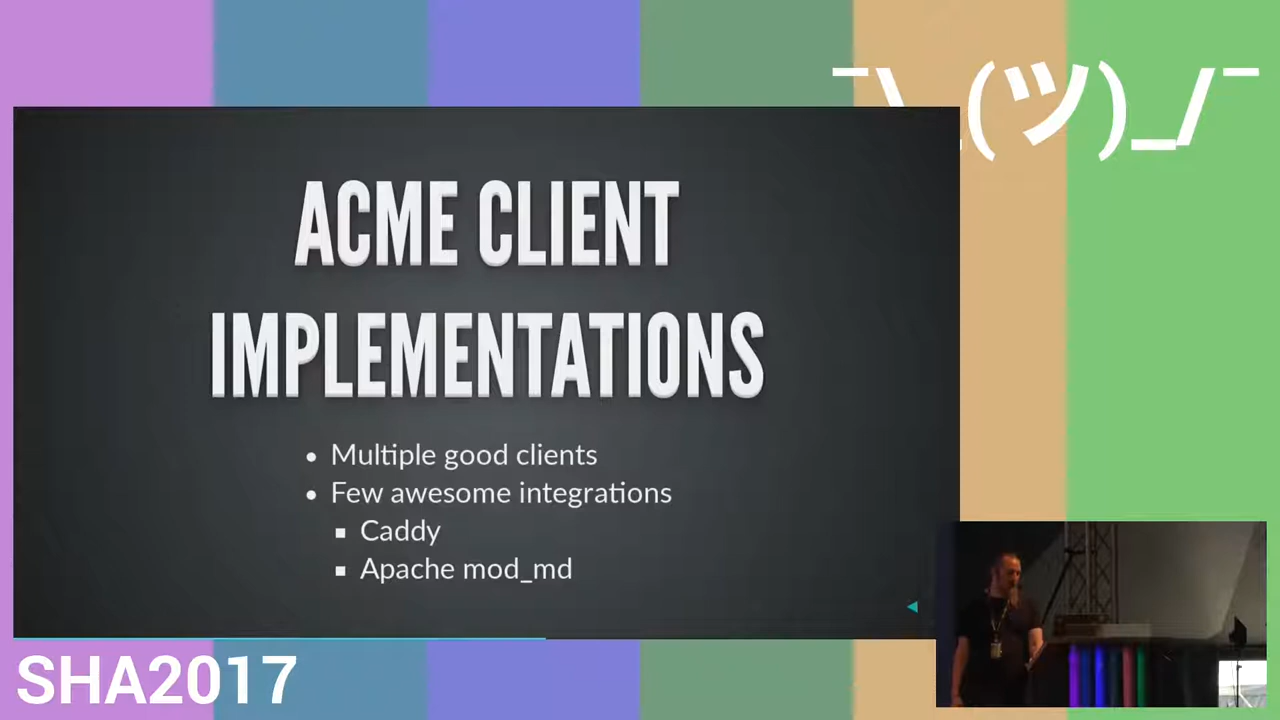 ¯\_(ツ)_/¯
ACME CLIENT
IMPLEMENTATIONS
• Multiple good clients
• Few awesome integrations
▪ Caddy
▪ Apache mod_md
SHA2017